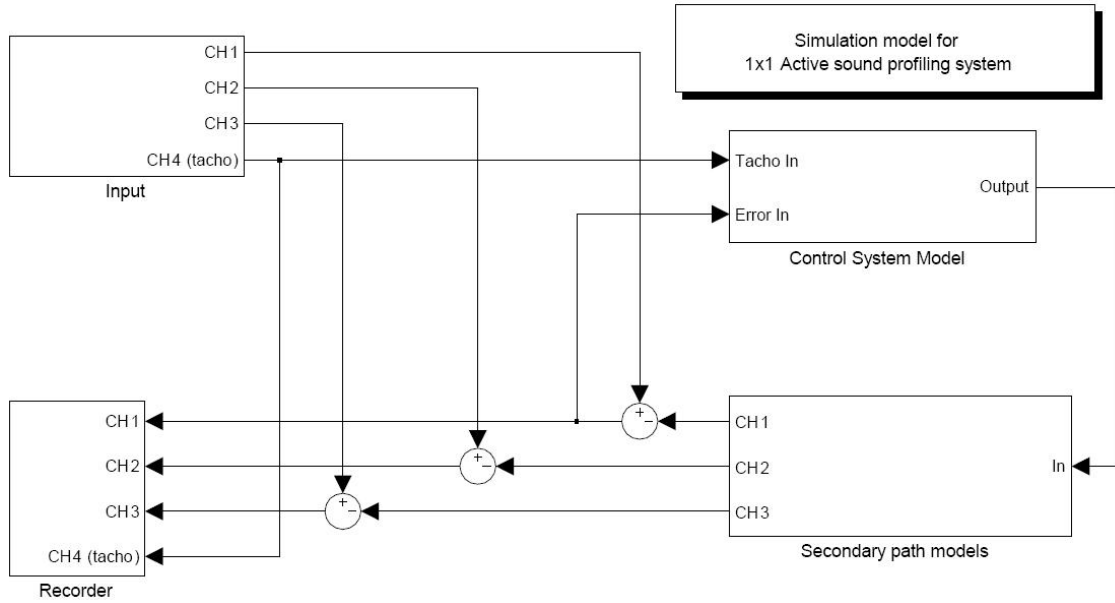 Simulation model for
1x1 Active sound profiling system
CH1
CH2
CH3
CH4 (tacho)
Input
Tacho In
Error In
Output
Control System Model
+
−
+
−
+
−
CH1
CH2
CH3
CH4 (tacho)
Recorder
CH1
CH2
CH3
In
Secondary path models